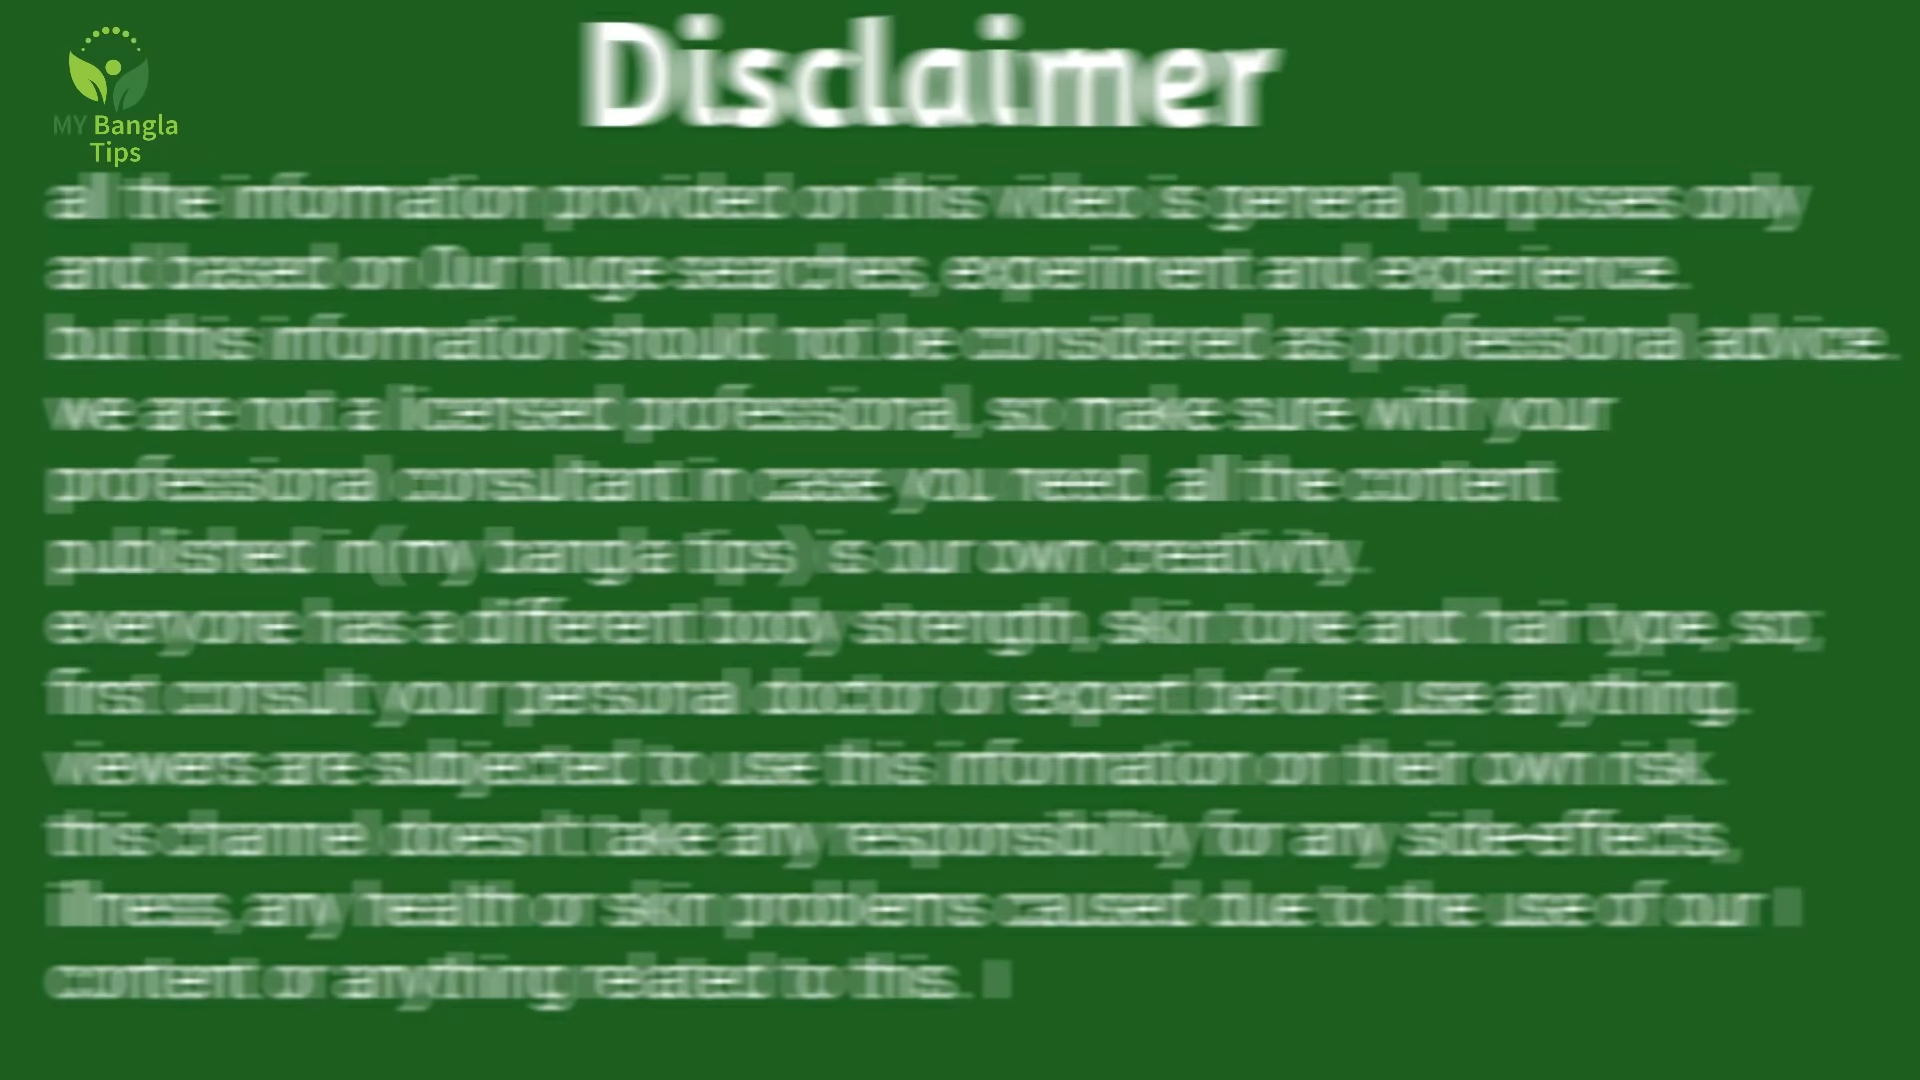 MY Bangla
Tips
Disclaimer
all the information provided on this video is general purposes only
and based on Our huge searches, experiment and experience.
but this information should not be considered as professional advice.
we are not a licensed professional, so make sure with your
professional consultant in case you need. all the content
published in(my bangla tips) is our own creativity.
everyone has a different body strength, skin tone and hair type, so,
first consult your personal doctor or expert before use anything.
viewers are subjected to use this information on their own risk.
this channel doesn't take any responsibility for any side-effects,
illness, any health or skin problems caused due to the use of our
content or anything related to this.